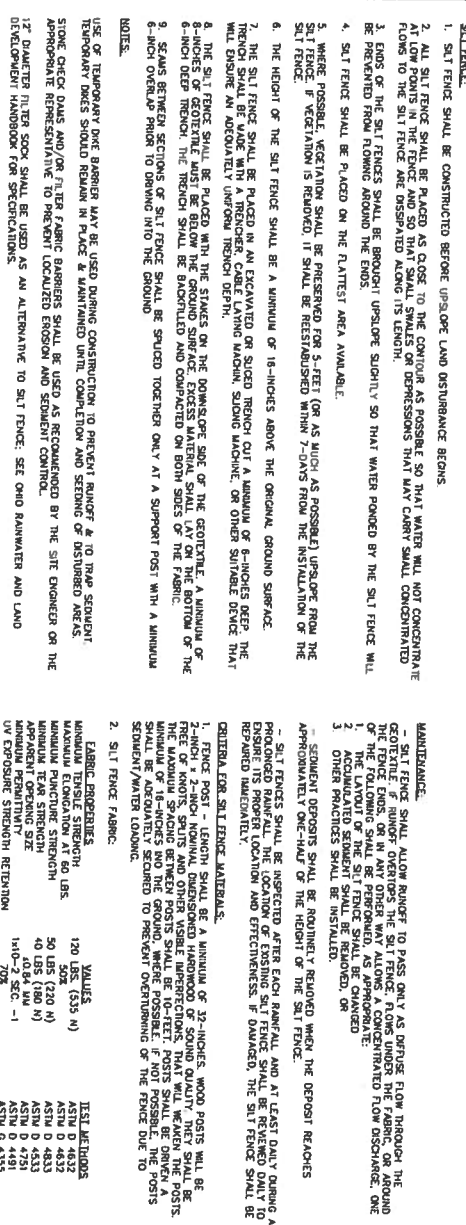 SILT FENCE:
1. SILT FENCE SHALL BE CONSTRUCTED BEFORE UPSLOPE LAND DISTURBANCE BEGINS.
2. ALL SILT FENCE SHALL BE PLACED AS CLOSE TO THE CONTOUR AS POSSIBLE SO THAT WATER WILL NOT CONCENTRATE
AT LOW POINTS IN THE FENCE AND SO THAT SMALL SWALES OR DEPRESSIONS THAT MAY CARRY SMALL CONCENTRATED
FLOWS TO THE SILT FENCE ARE DISSIPATED ALONG ITS LENGTH.
3. ENDS OF THE SILT FENCES SHALL BE BROUGHT UPSLOPE SLIGHTLY SO THAT WATER PONDED BY THE SILT FENCE WILL
BE PREVENTED FROM FLOWING AROUND THE ENDS.
4. SILT FENCE SHALL BE PLACED ON THE FLATTEST AREA AVAILABLE.
5. WHERE POSSIBLE, VEGETATION SHALL BE PRESERVED FOR 5-FEET (OR AS MUCH AS POSSIBLE) UPSLOPE FROM THE
SILT FENCE. IF VEGETATION IS REMOVED, IT SHALL BE REESTABLISHED WITHIN 7-DAYS FROM THE INSTALLATION OF THE
SILT FENCE.
6. THE HEIGHT OF THE SILT FENCE SHALL BE A MINIMUM OF 16-INCHES ABOVE THE ORIGINAL GROUND SURFACE.
7. THE SILT FENCE SHALL BE PLACED IN AN EXCAVATED OR SLICED TRENCH CUT A MINIMUM OF 6-INCHES DEEP. THE
TRENCH SHALL BE MADE WITH A TRENCHER, CABLE LAYING MACHIN, SLICING MACHINE, OR OTHER SUITABLE DEVICE THAT
WILL ENSURE AN ADEQUATELY UNIFORM TRENCH DEPTH.
8. THE SILT FENCE SHALL BE PLACED WITH THE STAKES ON THE DOWNSLOPE SIDE OF THE GEOTEXTILE. A MINIMUM OF
8-INCHES OF GEOTEXTILE MUST BE BELOW THE GROUND SURFACE. EXCESS MATERIAL SHALL LAY ON THE BOTTOM OF THE
6-INCH DEEP TRENCH. THE TRENCH SHALL BE BACKFILLED AND COMPACTED ON BOTH SIDES OF THE FABRIC.
9. SEAMS BETWEEN SECTIONS OF SILT FENCE SHALL BE SPLICED TOGETHER ONLY AT A SUPPORT POST WITH A MINIMUM
6-INCH OVERLAP PRIOR TO DRIVING INTO THE GROUND
NOTES:
USE OF TEMPORARY DIKE BARRIER MAY BE USED DURING CONSTRUCTION TO PREVENT RUNOFF & TO TRAP SEDIMENT.
TEMPORARY DIKES SHOULD REMAIN IN PLACE & MAINTAINED UNTIL COMPLETION AND SEEDING OF DISTURBED AREAS.
STONE CHECK DAMS AND/OR FILTER FABRIC BARRIERS SHALL BE USED AS RECOMMENDED BY THE SITE ENGINEER OR THE
APPROPRIATE REPRESENTATIVE TO PREVENT LOCALIZED EROSION AND SEDIMENT CONTROL.
12" DIAMETER FILTER SOCK SHALL BE USED AS AN ALTERNATIVE TO SILT FENCE; SEE OHIO RAINWATER AND LAND
DEVELOPMENT HANDBOOK FOR SPECIFICATIONS.
MAINTENANCE:
- SILT FENCE SHALL ALLOW RUNOFF TO PASS ONLY AS DIFFUSE FLOW THROUGH THE
GEOTEXTILE. IF RUNOFF OVERTOPS THE SILT FENCE, FLOWS UNDER THE FABRIC, OR AROUND
THE FENCE ENDS, OR IN ANY OTHER WAY ALLOWS A CONCENTRATED FLOW DISCHARGE, ONE
OF THE FOLLOWING SHALL BE PERFORMED, AS APPROPRIATE:
1. THE LAYOUT OF THE SILT FENCE SHALL BE CHANGED
2. ACCUMULATED SEDIMENT SHALL BE REMOVED, OR
3. OTHER PRACTICES SHALL BE INSTALLED.
- SEDIMENT DEPOSITS SHALL BE ROUTINELY REMOVED WHEN THE DEPOSIT REACHES
APPROXIMATELY ONE-HALF OF THE HEIGHT OF THE SILT FENCE.
- SILT FENCES SHALL BE INSPECTED AFTER EACH RAINFALL AND AT LEAST DAILY DURING A
PROLONGED RAINFALL. THE LOCATION OF EXISTING SILT FENCE SHALL BE REVIEWED DAILY TO
ENSURE ITS PROPER LOCATION AND EFFECTIVENESS. IF DAMAGED, THE SILT FENCE SHALL BE
REPAIRED IMMEDIATELY.
CRITERIA FOR SILT FENCE MATERIALS:
1. FENCE POST - LENGTH SHALL BE A MINIMUM OF 32-INCHES. WOOD POSTS WILL BE
2-INCH x 2-INCH NOMINAL DIMENSIONED HARDWOOD OF SOUND QUALITY. THEY SHALL BE
FREE OF KNOTS, SPLITS AND OTHER VISIBLE IMPERFECTIONS, THAT WILL WEAKEN THE POSTS.
THE MAXIMUM SPACING BETWEEN POSTS SHALL BE 10-FEET. POSTS SHALL BE DRIVEN A
MINIMUM OF 16-INCHES INO THE GROUND, WHERE POSSIBLE. IF NOT POSSIBLE, THE POSTS
SHALL BE ADEQUATELY SECURED TO PREVENT OVERTURNING OF THE FENCE DUE TO
SEDIMENT/WATER LOADING.
2. SILT FENCE FABRIC:
FABRIC PROPERTIES VALUES TEST METHODS
MINIMUM TENSILE STRENGTH 120 LBS. (535 N) ASTM D 4632
MAXIMUM ELONGATION AT 60 LBS. 50% ASTM D 4632
MINIMUM PUNCTURE STRENGTH 50 LBS (220 N) ASTM D 4833
MINIMUM TEAR STRENGTH 40 LBS (180 N) ASTM D 4533
APPARENT OPENING SIZE ≤0.84 MM ASTM D 4751
MINIMUM PERMITTIVITY 1x10-2 SEC. -1 ASTM D 4491
UV EXPOSURE STRENGTH RETENTION 70% ASTM G 4355